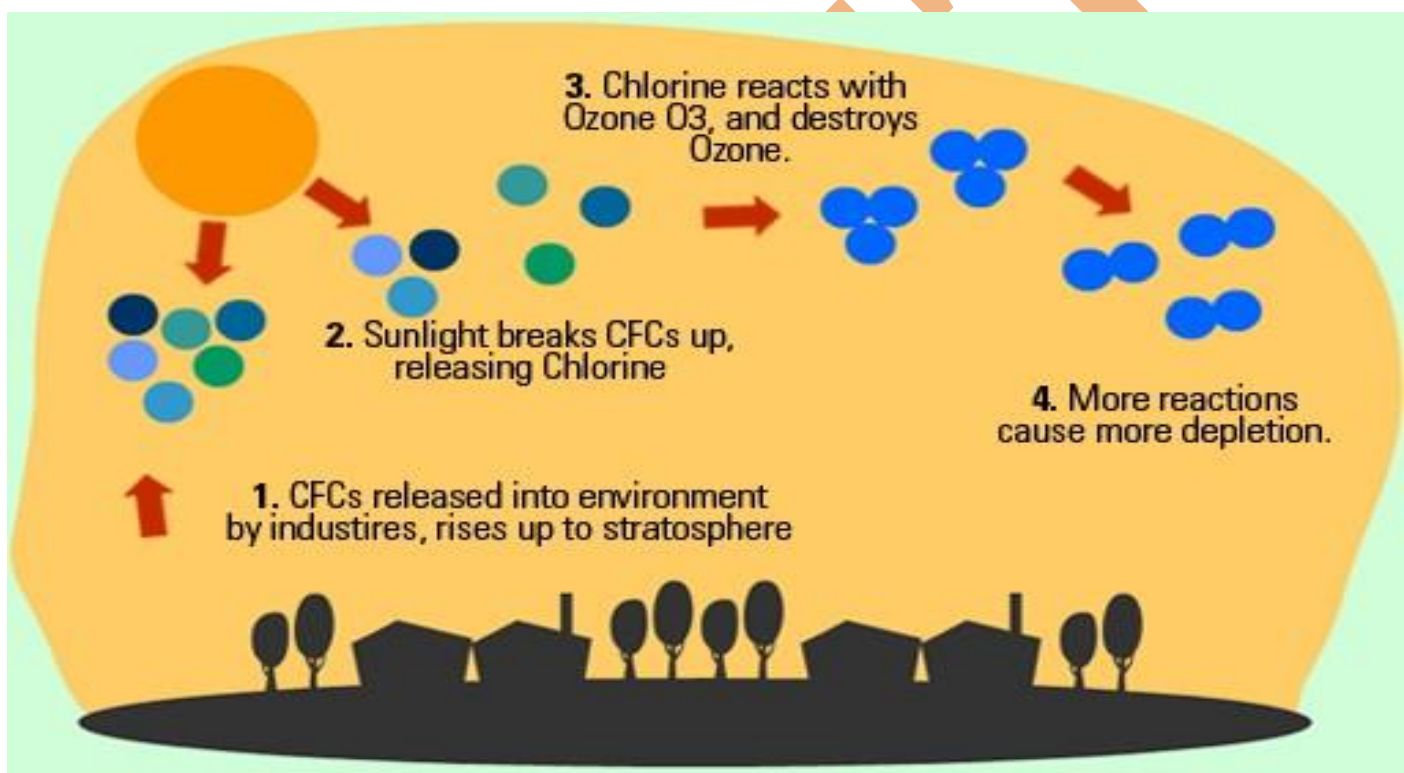 3. Chlorine reacts with
Ozone O3, and destroys
Ozone.
2. Sunlight breaks CFCs up,
releasing Chlorine
4. More reactions
cause more depletion.
1. CFCs released into environment
by industires, rises up to stratosphere